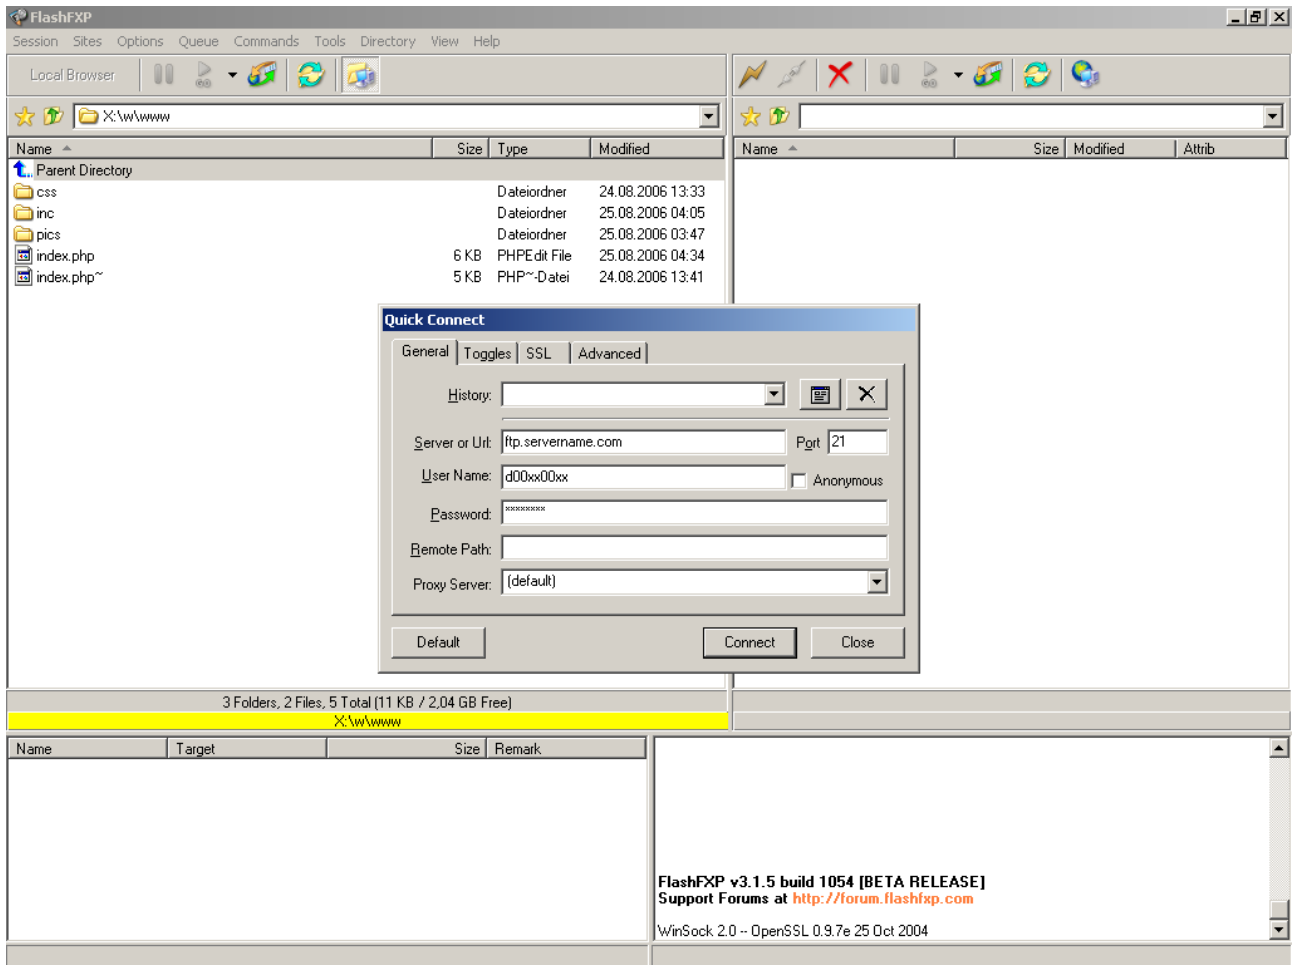 FlashFXP
Session Sites Options Queue Commands Tools Directory View Help
Local Browser
X:\w\www
Name Size Type Modified
Name Size Modified Attrib
Parent Directory
css Dateiordner 24.08.2006 13:33
inc Dateiordner 25.08.2006 04:05
pics Dateiordner 25.08.2006 03:47
index.php 6 KB PHPEdit File 25.08.2006 04:34
index.php~ 5 KB PHP~-Datei 24.08.2006 13:41
Quick Connect
General Toggles SSL Advanced
History:
Server or Url: ftp.servername.com Port 21
User Name: d00xx00xx Anonymous
Password: ××××××××
Remote Path:
Proxy Server: (default)
Default Connect Close
3 Folders, 2 Files, 5 Total (11 KB / 2,04 GB Free)
X:\w\www
Name Target Size Remark
FlashFXP v3.1.5 build 1054 [BETA RELEASE]
Support Forums at http://forum.flashfxp.com
WinSock 2.0 -- OpenSSL 0.9.7e 25 Oct 2004